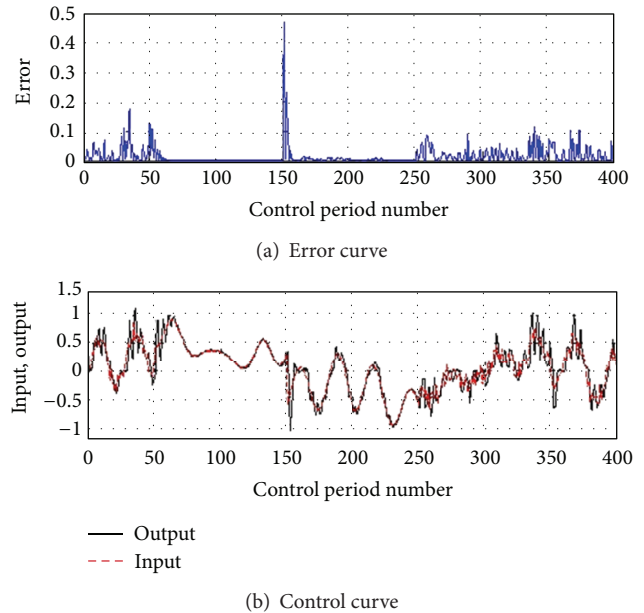 0.5
0.4
0.3
0.2
0.1
0
Error
0 50 100 150 200 250 300 350 400
Control period number
(a) Error curve
1.5
1
0.5
0
−0.5
−1
Input, output
0 50 100 150 200 250 300 350 400
Control period number
Output
Input
(b) Control curve